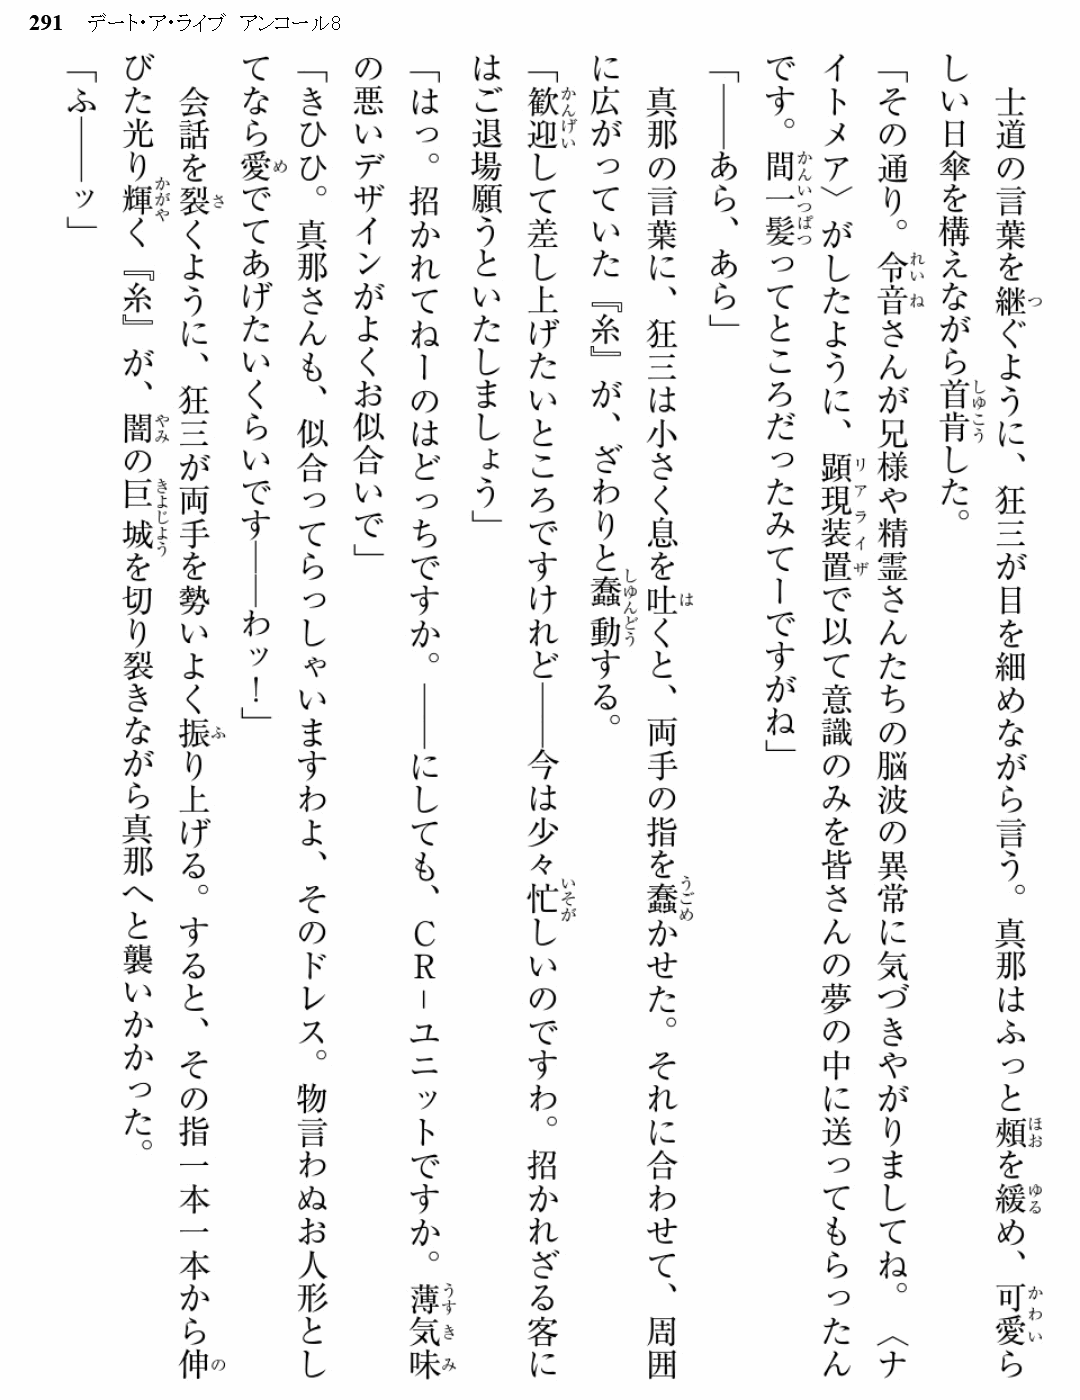 291 デート・ア・ライブ アンコール8
士道の言葉を継ぐように、狂三が目を細めながら言う。真那はふっと頬を緩め、可愛ら
しい日傘を構えながら首肯した。
「その通り。令音さんが兄様や精霊さんたちの脳波の異常に気づきやがりましてね。〈ナ
イトメア〉がしたように、顕現装置で以て意識のみを皆さんの夢の中に送ってもらったん
です。間一髪ってところだったみてーですがね」
「――あら、あら」
真那の言葉に、狂三は小さく息を吐くと、両手の指を蠢かせた。それに合わせて、周囲
に広がっていた『糸』が、ざわりと蠢動する。
「歓迎して差し上げたいところですけれど――今は少々忙しいのですわ。招かれざる客に
はご退場願うといたしましょう」
「はっ。招かれてねーのはどっちですか。――にしても、CR-ユニットですか。薄気味
の悪いデザインがよくお似合いで」
「きひひ。真那さんも、似合ってらっしゃいますわよ、そのドレス。物言わぬお人形とし
てなら愛でてあげたいくらいです――わッ!」
会話を裂くように、狂三が両手を勢いよく振り上げる。すると、その指一本一本から伸
びた光り輝く『糸』が、闇の巨城を切り裂きながら真那へと襲いかかった。
「ふ――ッ」